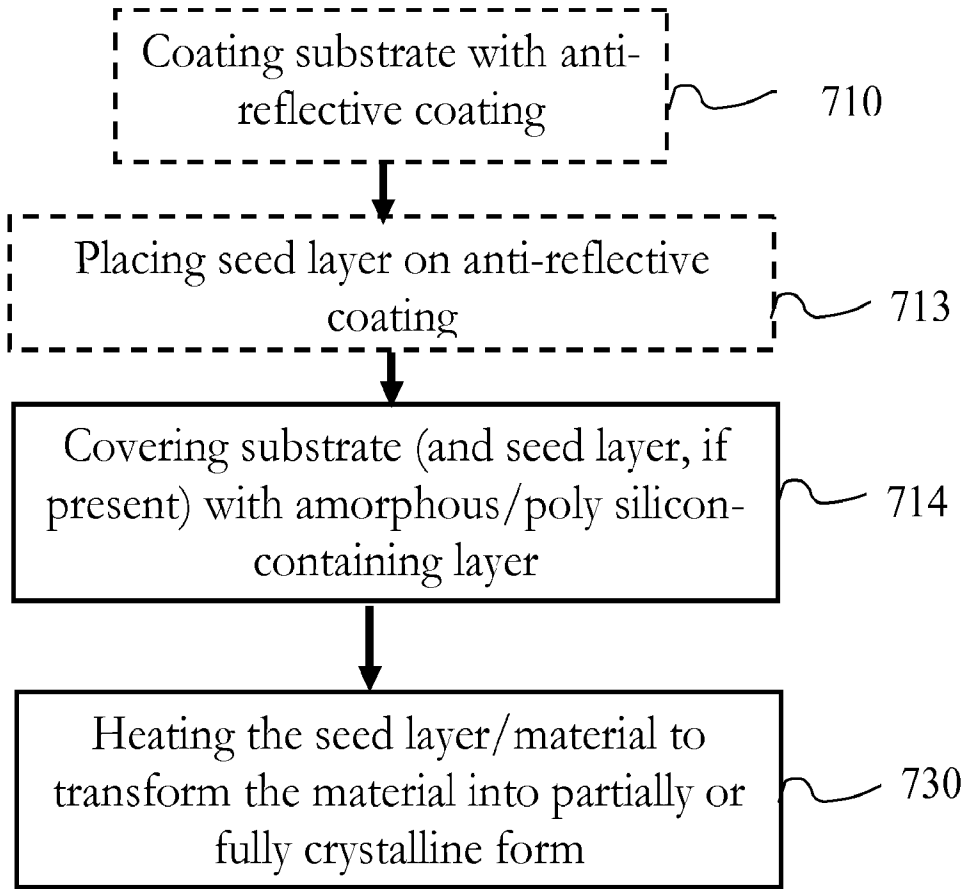 Coating substrate with anti-
reflective coating
710
Placing seed layer on anti-reflective
coating
713
Covering substrate (and seed layer, if
present) with amorphous/poly silicon-
containing layer
714
Heating the seed layer/material to
transform the material into partially or
fully crystalline form
730